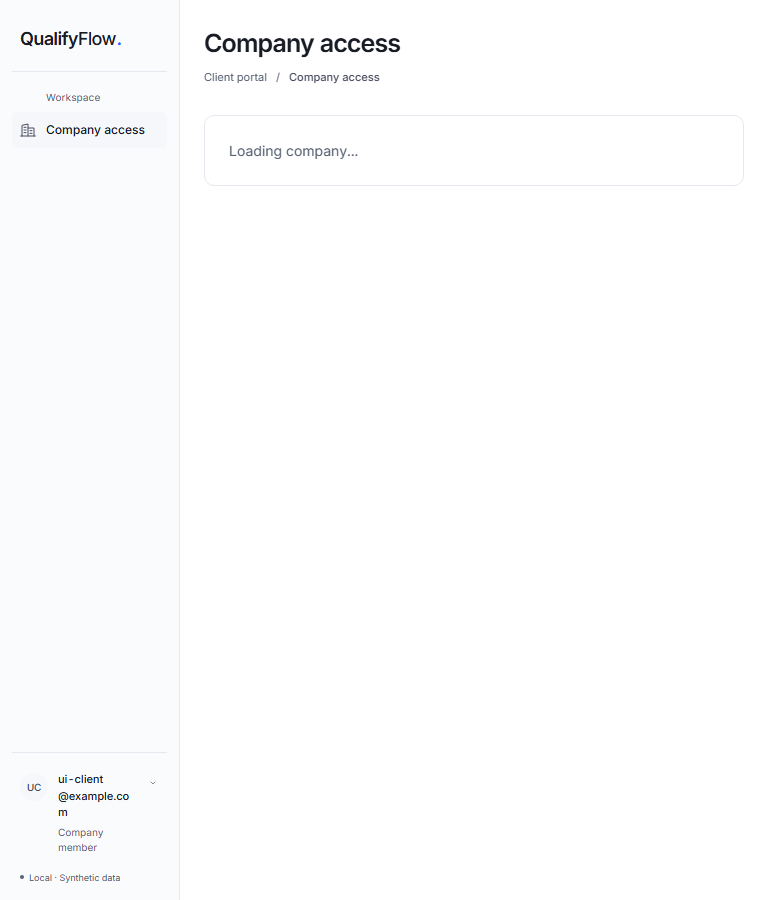 QualifyFlow.
Workspace
Company access
Company access
Client portal / Company access
Loading company...
UC
ui-client
@example.co
m
Company
member
Local · Synthetic data